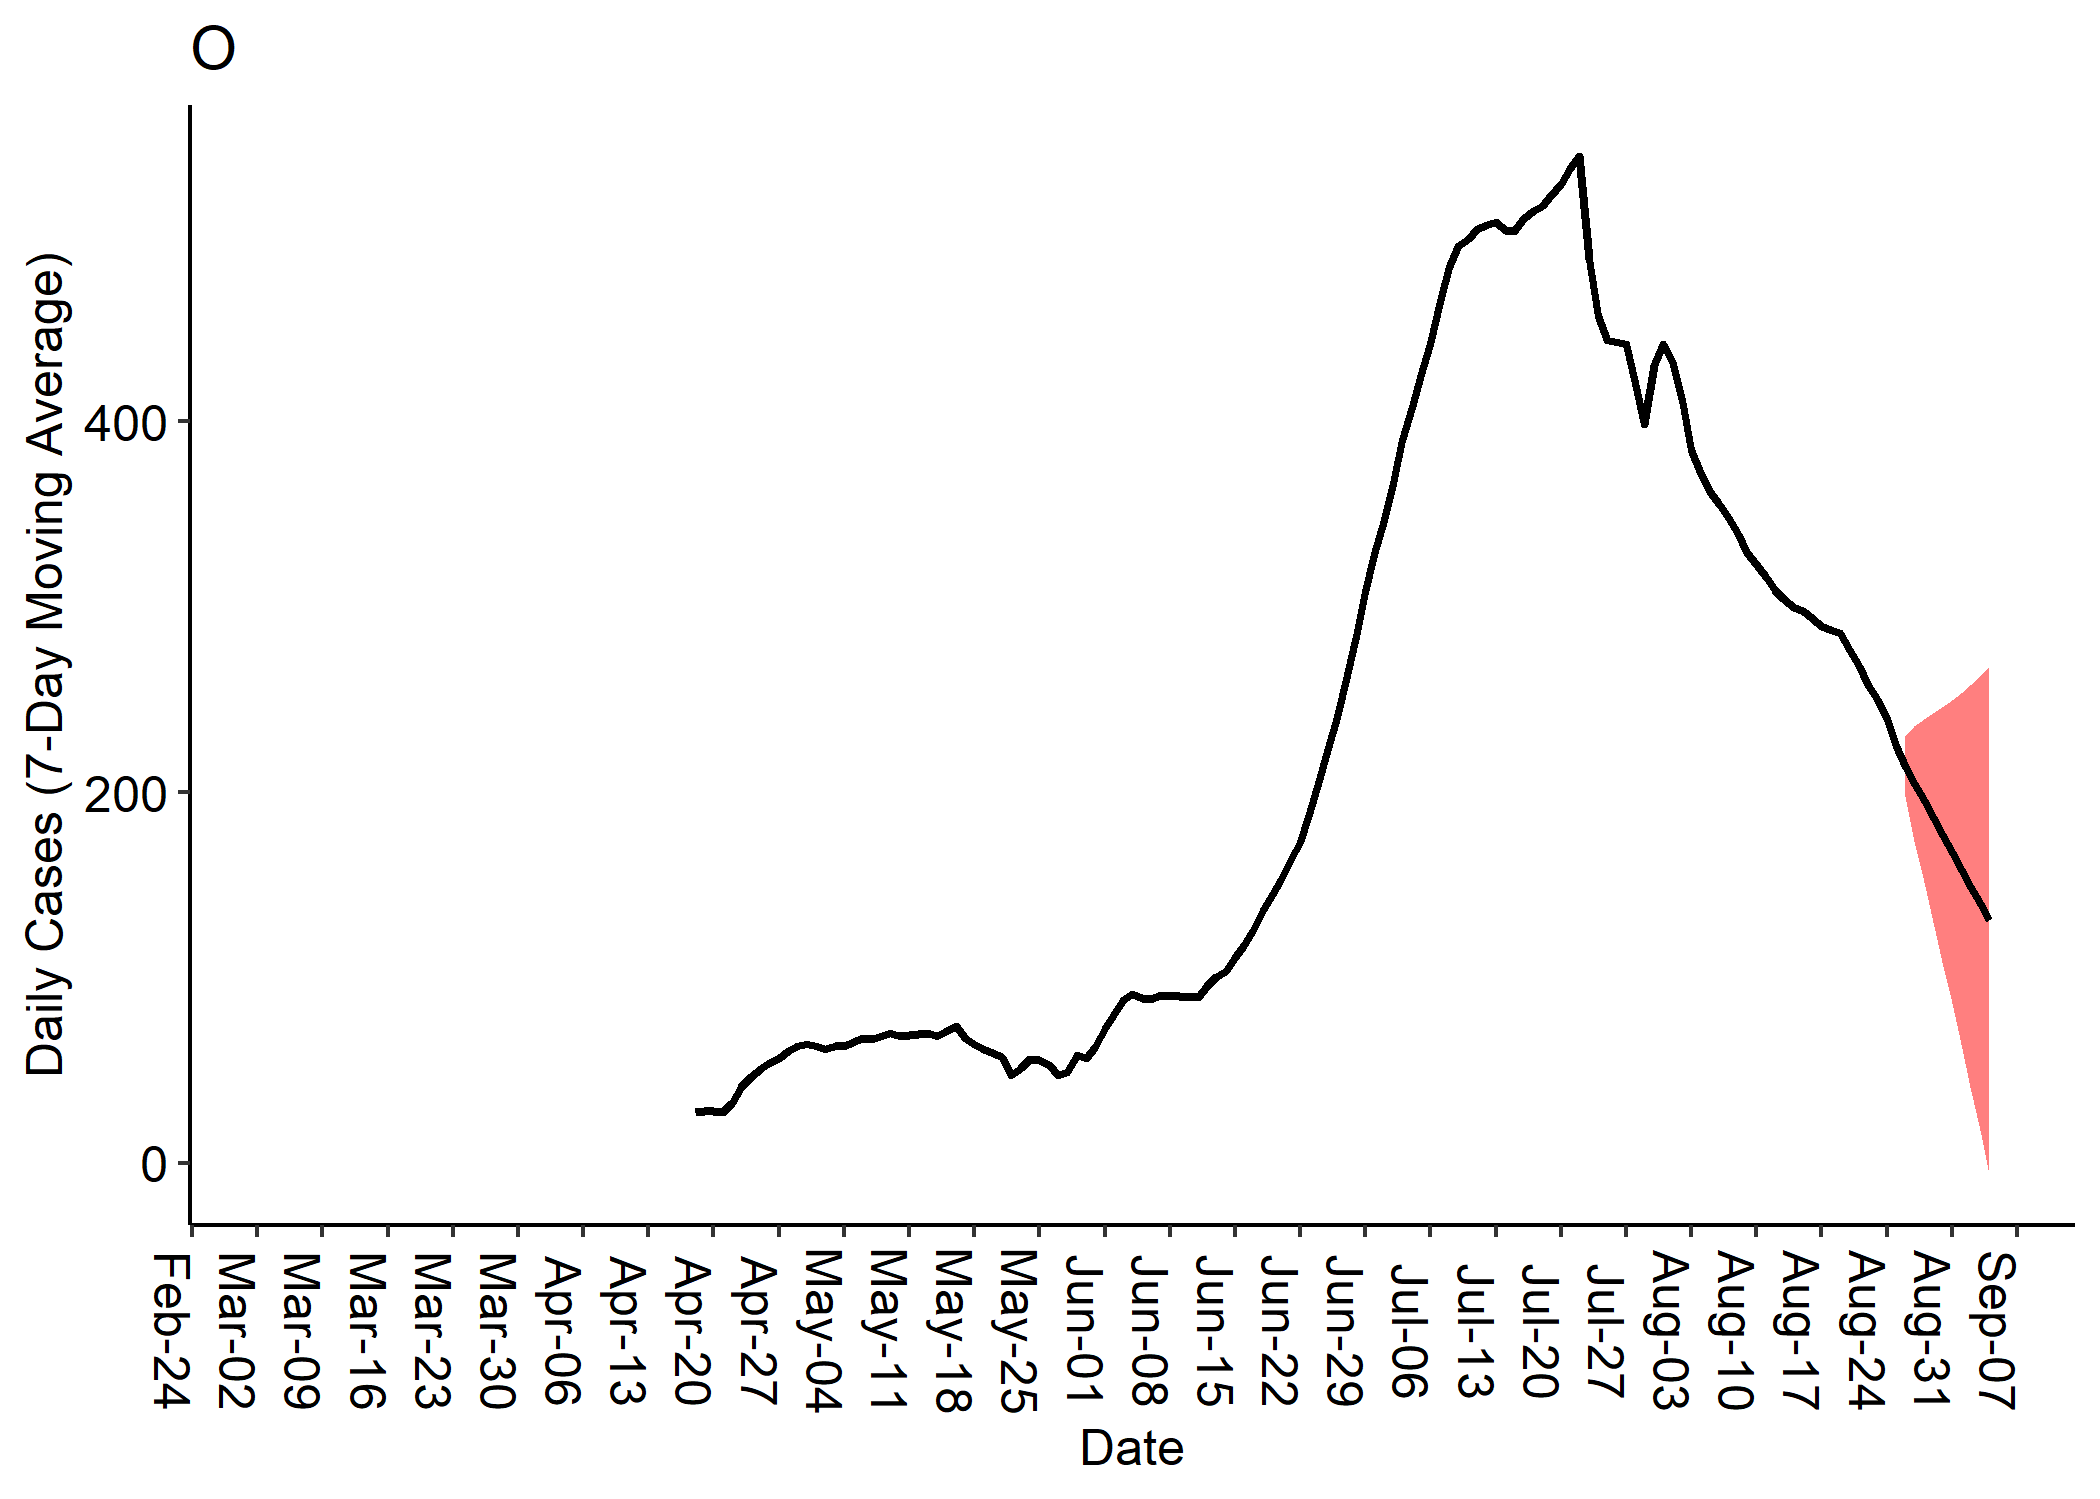 O
Daily Cases (7-Day Moving Average)
400
200
0
Feb-24
Mar-02
Mar-09
Mar-16
Mar-23
Mar-30
Apr-06
Apr-13
Apr-20
Apr-27
May-04
May-11
May-18
May-25
Jun-01
Jun-08
Jun-15
Jun-22
Jun-29
Jul-06
Jul-13
Jul-20
Jul-27
Aug-03
Aug-10
Aug-17
Aug-24
Aug-31
Sep-07
Date